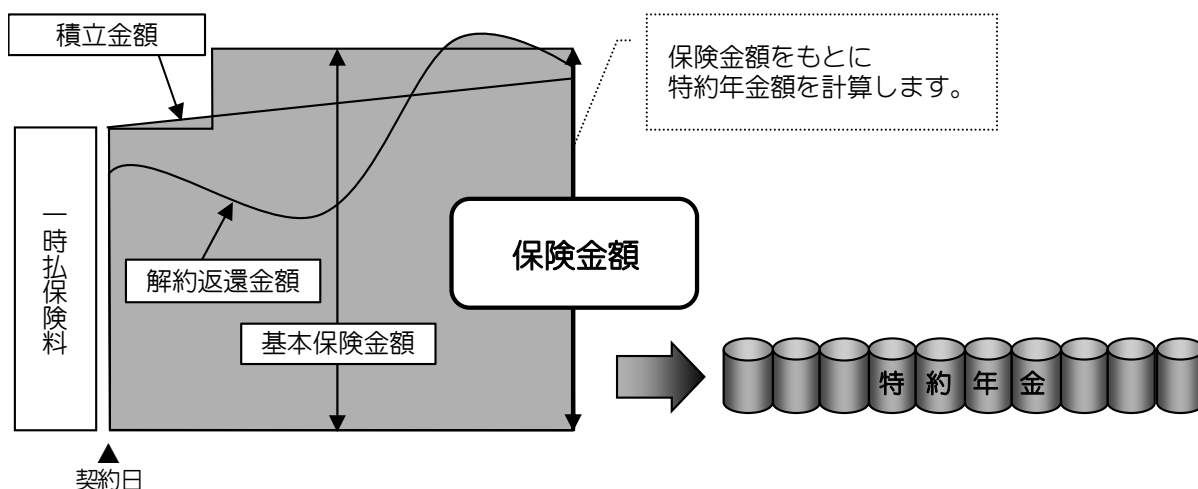 積立金額
保険金額をもとに
特約年金額を計算します。
一時払保険料
保険金額
解約返還金額
基本保険金額
特約年金
契約日